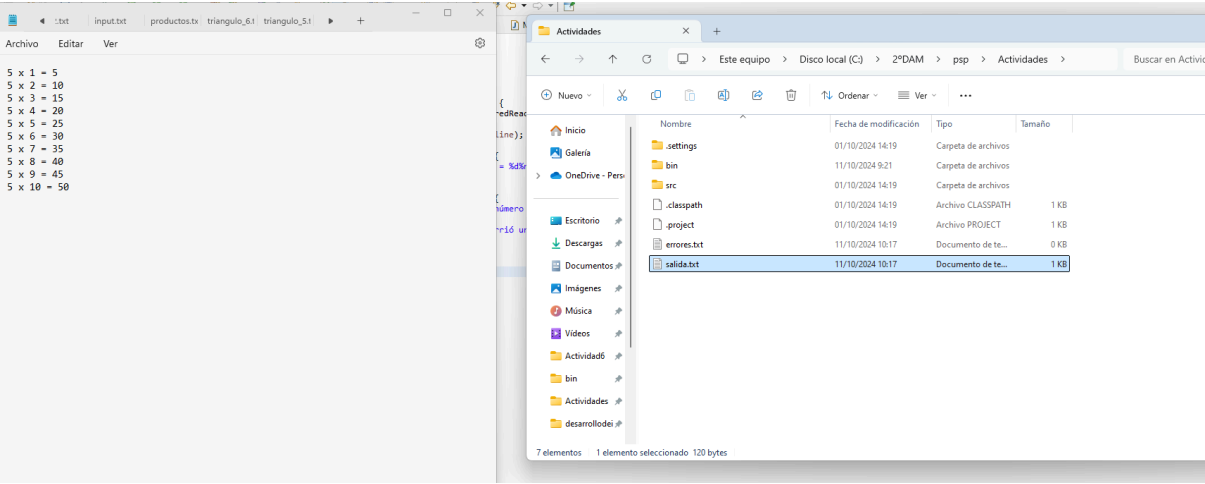 :.txt input.txt productos.tx triangulo_6.t triangulo_5.t
Archivo Editar Ver
5 x 1 = 5
5 x 2 = 10
5 x 3 = 15
5 x 4 = 20
5 x 5 = 25
5 x 6 = 30
5 x 7 = 35
5 x 8 = 40
5 x 9 = 45
5 x 10 = 50
{
redRead
line);
{
= %d%n
{
número
rrió un
Actividades
Este equipo > Disco local (C:) > 2ºDAM > psp > Actividades >
Buscar en Activid
Nuevo
Ordenar
Ver
Inicio
Galería
OneDrive - Perso
Escritorio
Descargas
Documentos
Imágenes
Música
Vídeos
Actividad6
bin
Actividades
desarrollodei
Nombre Fecha de modificación Tipo Tamaño
.settings 01/10/2024 14:19 Carpeta de archivos
bin 11/10/2024 9:21 Carpeta de archivos
src 01/10/2024 14:19 Carpeta de archivos
.classpath 01/10/2024 14:19 Archivo CLASSPATH 1 KB
.project 01/10/2024 14:19 Archivo PROJECT 1 KB
errores.txt 11/10/2024 10:17 Documento de te... 0 KB
salida.txt 11/10/2024 10:17 Documento de te... 1 KB
7 elementos 1 elemento seleccionado 120 bytes